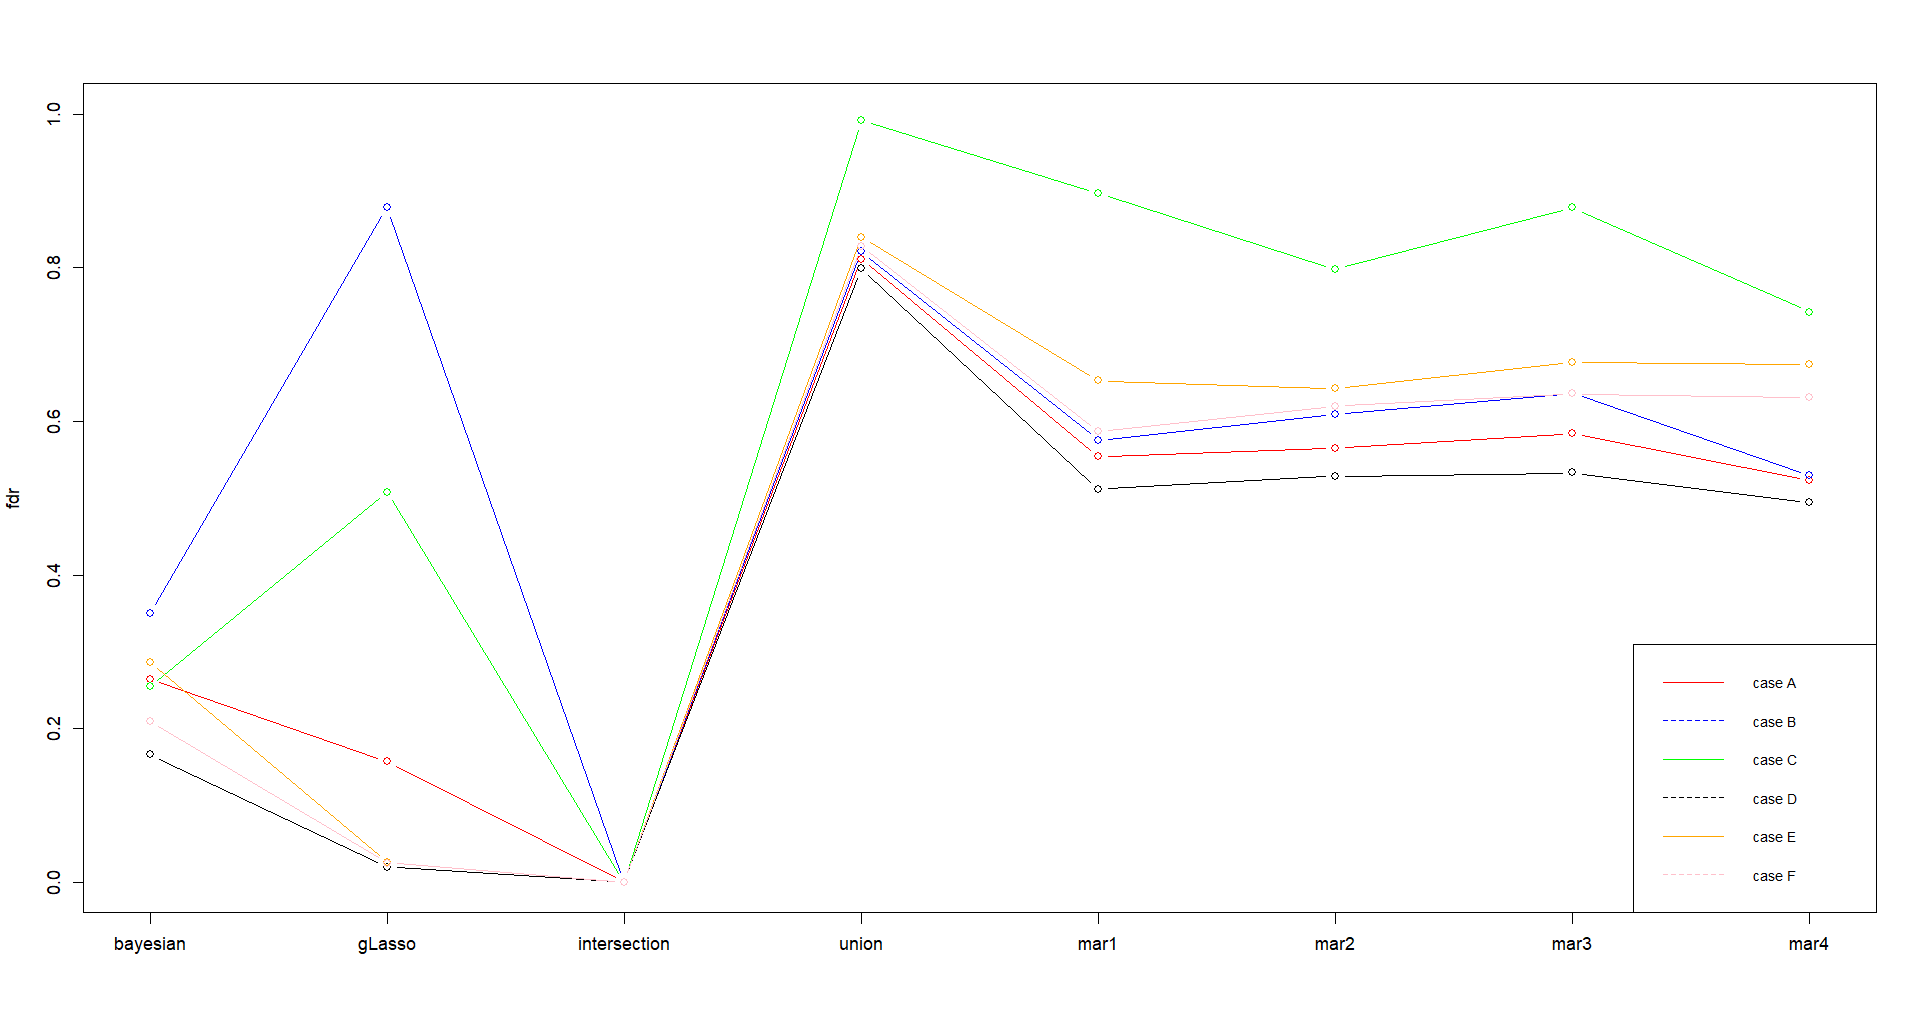 fdr
1.0
0.8
0.6
0.4
0.2
0.0
bayesian gLasso intersection union mar1 mar2 mar3 mar4
case A
case B
case C
case D
case E
case F